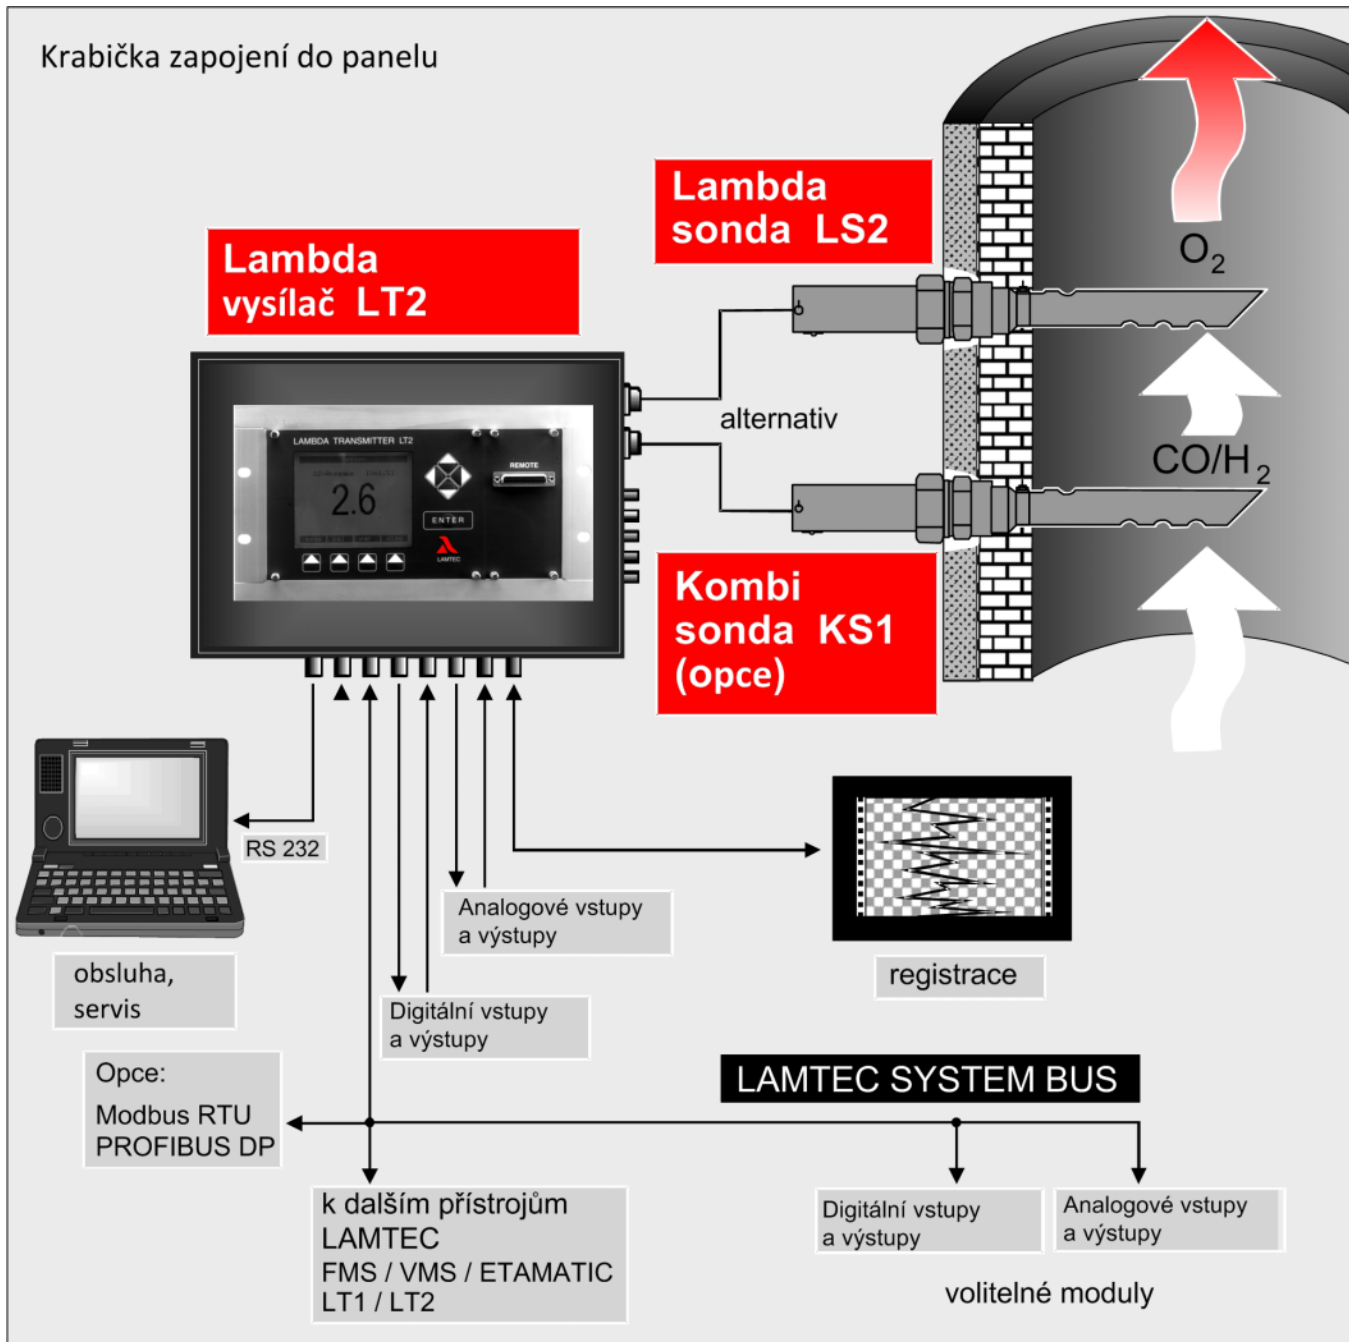 Krabička zapojení do panelu
Lambda
sonda LS2
O2
Lambda
vysílač LT2
alternativ
CO/H2
LAMBDA TRANSMITTER LT2
REMOTE
2.6
ENTER
LAMTEC
Kombi
sonda KS1
(opce)
RS 232
Analogové vstupy
a výstupy
obsluha,
servis
registrace
Digitální vstupy
a výstupy
Opce:
Modbus RTU
PROFIBUS DP
LAMTEC SYSTEM BUS
k dalším přístrojům
LAMTEC
FMS / VMS / ETAMATIC
LT1 / LT2
Digitální vstupy
a výstupy
Analogové vstupy
a výstupy
volitelné moduly